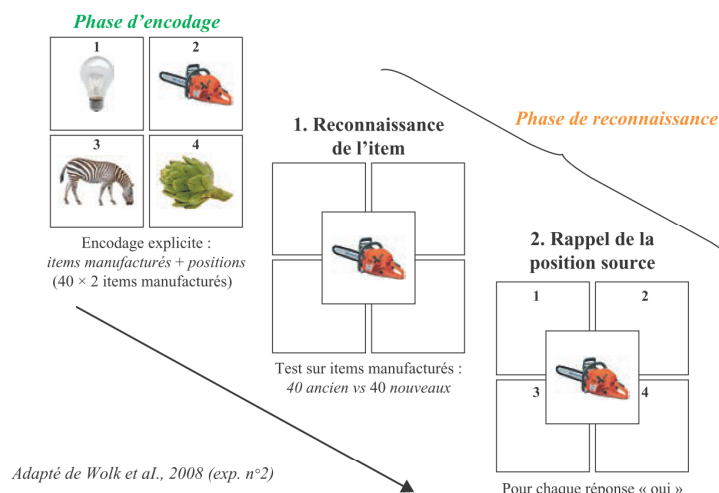 Phase d'encodage
1
2
3
4
Encodage explicite :
items manufacturés + positions
(40 × 2 items manufacturés)
Phase de reconnaissance
1. Reconnaissance
de l'item
Test sur items manufacturés :
40 ancien vs 40 nouveaux
2. Rappel de la
position source
1
2
3
4
Pour chaque réponse « oui »
Adapté de Wolk et al., 2008 (exp. n°2)